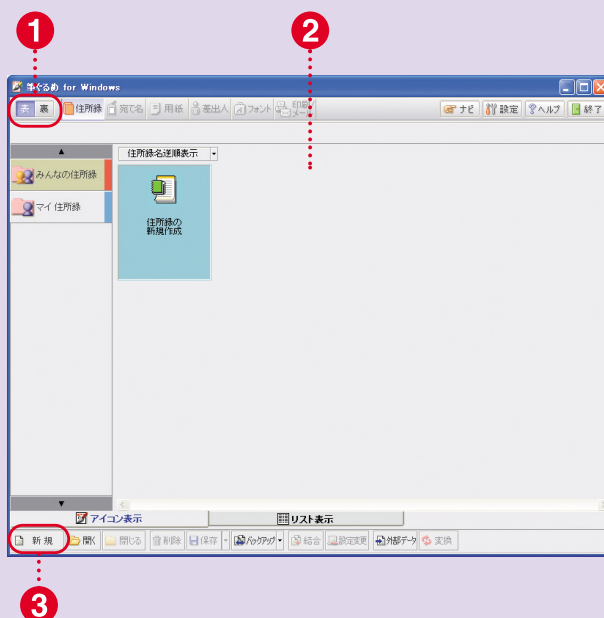 1 2
筆ぐるめ for Windows
表 裏 住所録 宛て名 用紙 差出人 フォント 印刷 メール ナビ 設定 ヘルプ 終了
▲ 住所録名逆順表示
みんなの住所録
マイ 住所録
住所録の
新規作成
▼
アイコン表示 リスト表示
新規 開く 閉じる 削除 保存 バックアップ 結合 設定変更 外部データ 変換
3